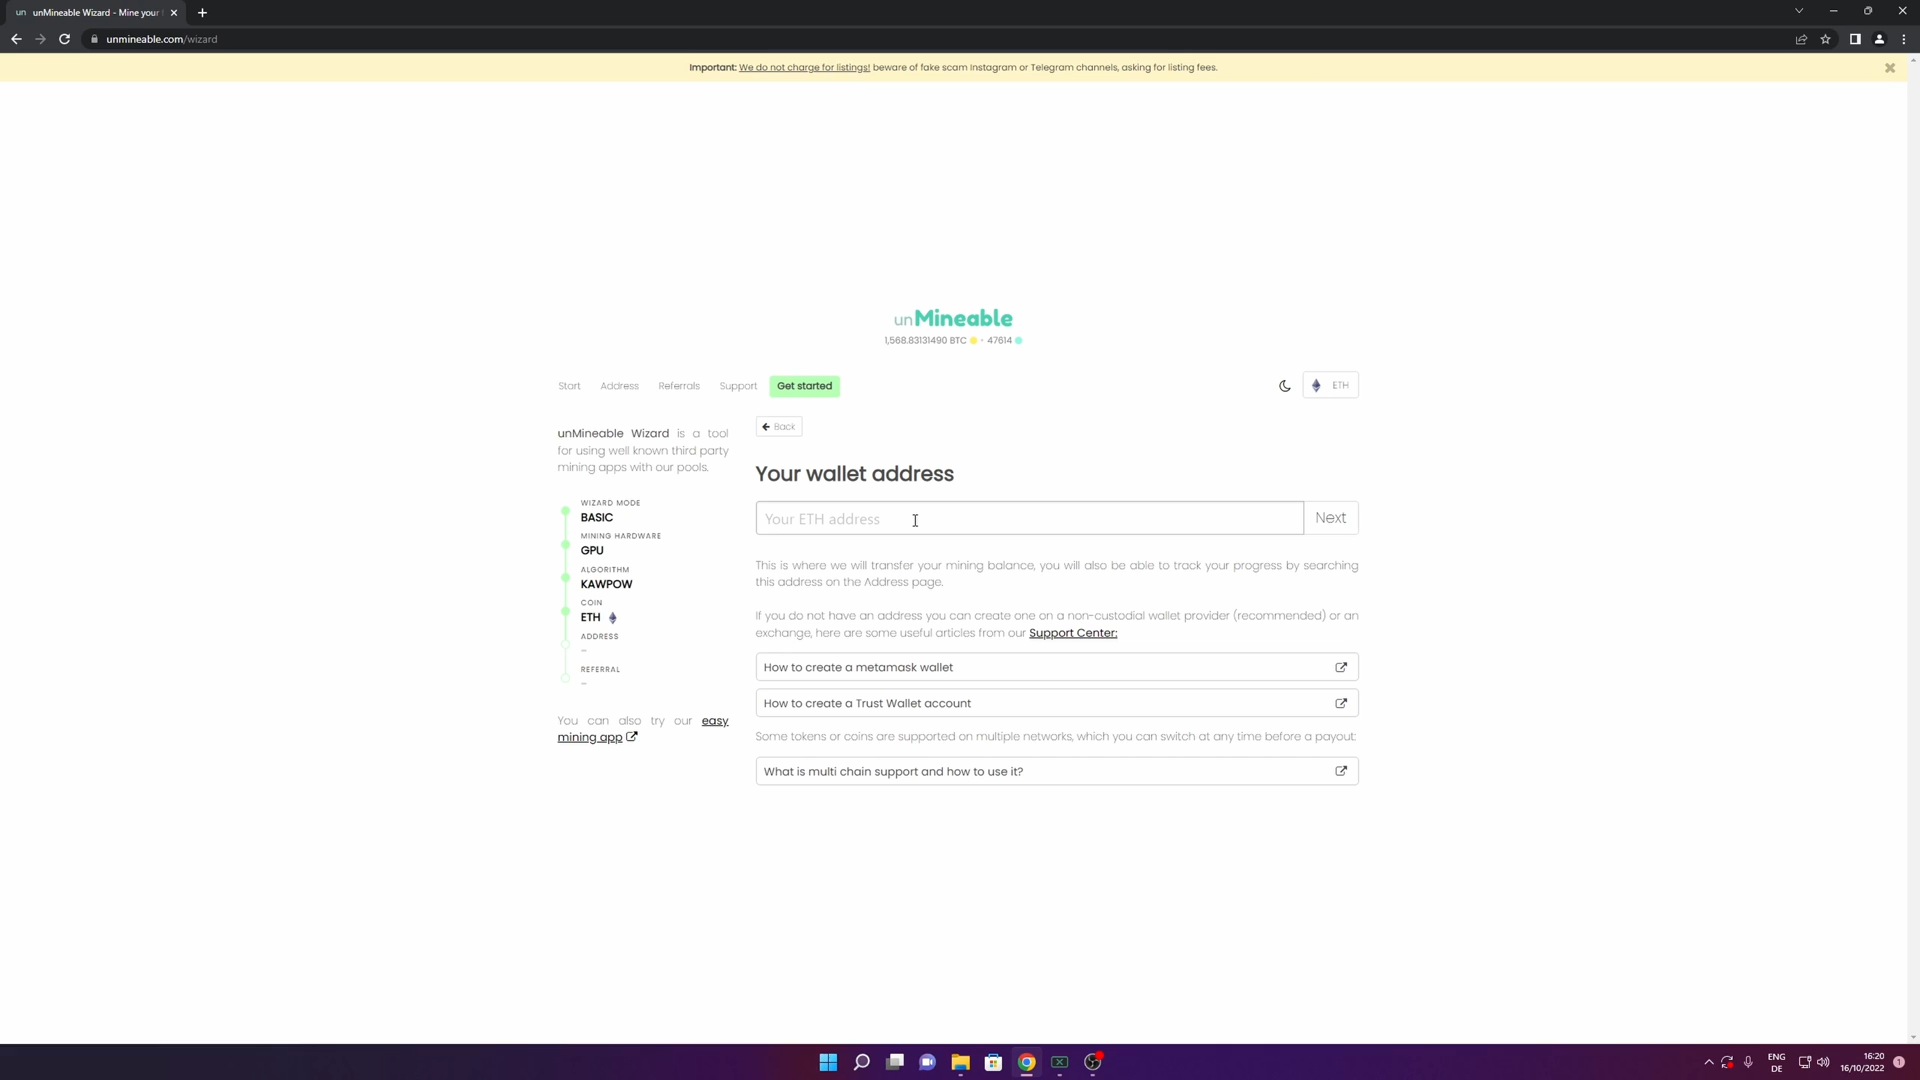 un unMineable Wizard - Mine your
unmineable.com/wizard
Important: We do not charge for listings! beware of fake scam Instagram or Telegram channels, asking for listing fees.
unMineable
1,568.83131490 BTC • 47614
Start Address Referrals Support Get started
ETH
Back
unMineable Wizard is a tool
for using well known third party
mining apps with our pools.
WIZARD MODE
BASIC
MINING HARDWARE
GPU
ALGORITHM
KAWPOW
COIN
ETH
ADDRESS
–
REFERRAL
–
You can also try our easy
mining app
Your wallet address
Your ETH address
Next
This is where we will transfer your mining balance, you will also be able to track your progress by searching
this address on the Address page.
If you do not have an address you can create one on a non-custodial wallet provider (recommended) or an
exchange, here are some useful articles from our Support Center:
How to create a metamask wallet
How to create a Trust Wallet account
Some tokens or coins are supported on multiple networks, which you can switch at any time before a payout:
What is multi chain support and how to use it?
ENG
DE
16:20
16/10/2022
1